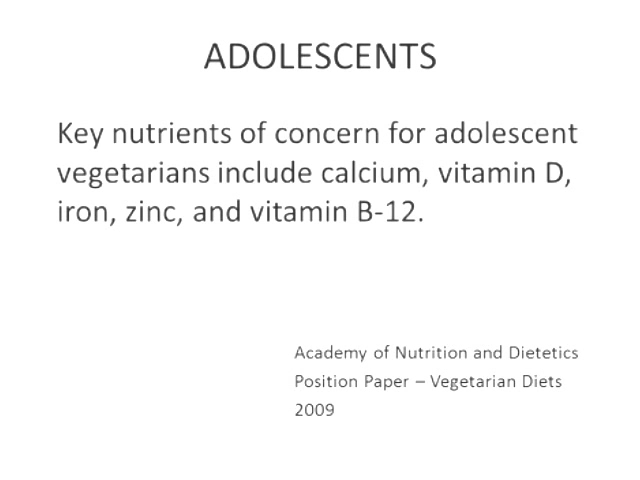 ADOLESCENTS
Key nutrients of concern for adolescent
vegetarians include calcium, vitamin D,
iron, zinc, and vitamin B-12.
Academy of Nutrition and Dietetics
Position Paper – Vegetarian Diets
2009